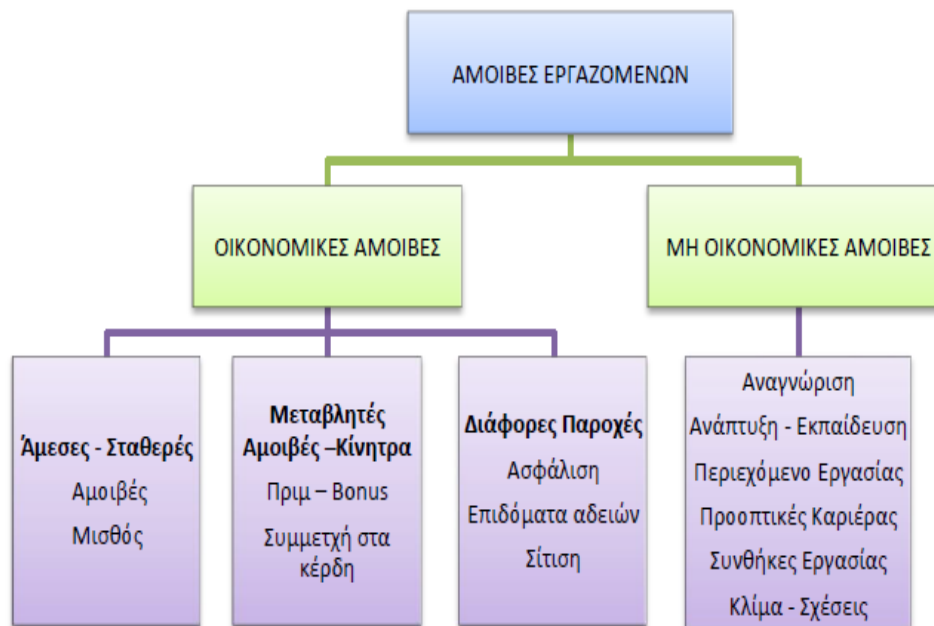 ΑΜΟΙΒΕΣ ΕΡΓΑΖΟΜΕΝΩΝ
ΟΙΚΟΝΟΜΙΚΕΣ ΑΜΟΙΒΕΣ
ΜΗ ΟΙΚΟΝΟΜΙΚΕΣ ΑΜΟΙΒΕΣ
Άμεσες - Σταθερές
Αμοιβές
Μισθός
Μεταβλητές
Αμοιβές –Κίνητρα
Πριμ – Bonus
Συμμετχή στα
κέρδη
Διάφορες Παροχές
Ασφάλιση
Επιδόματα αδειών
Σίτιση
Αναγνώριση
Ανάπτυξη - Εκπαίδευση
Περιεχόμενο Εργασίας
Προοπτικές Καριέρας
Συνθήκες Εργασίας
Κλίμα - Σχέσεις